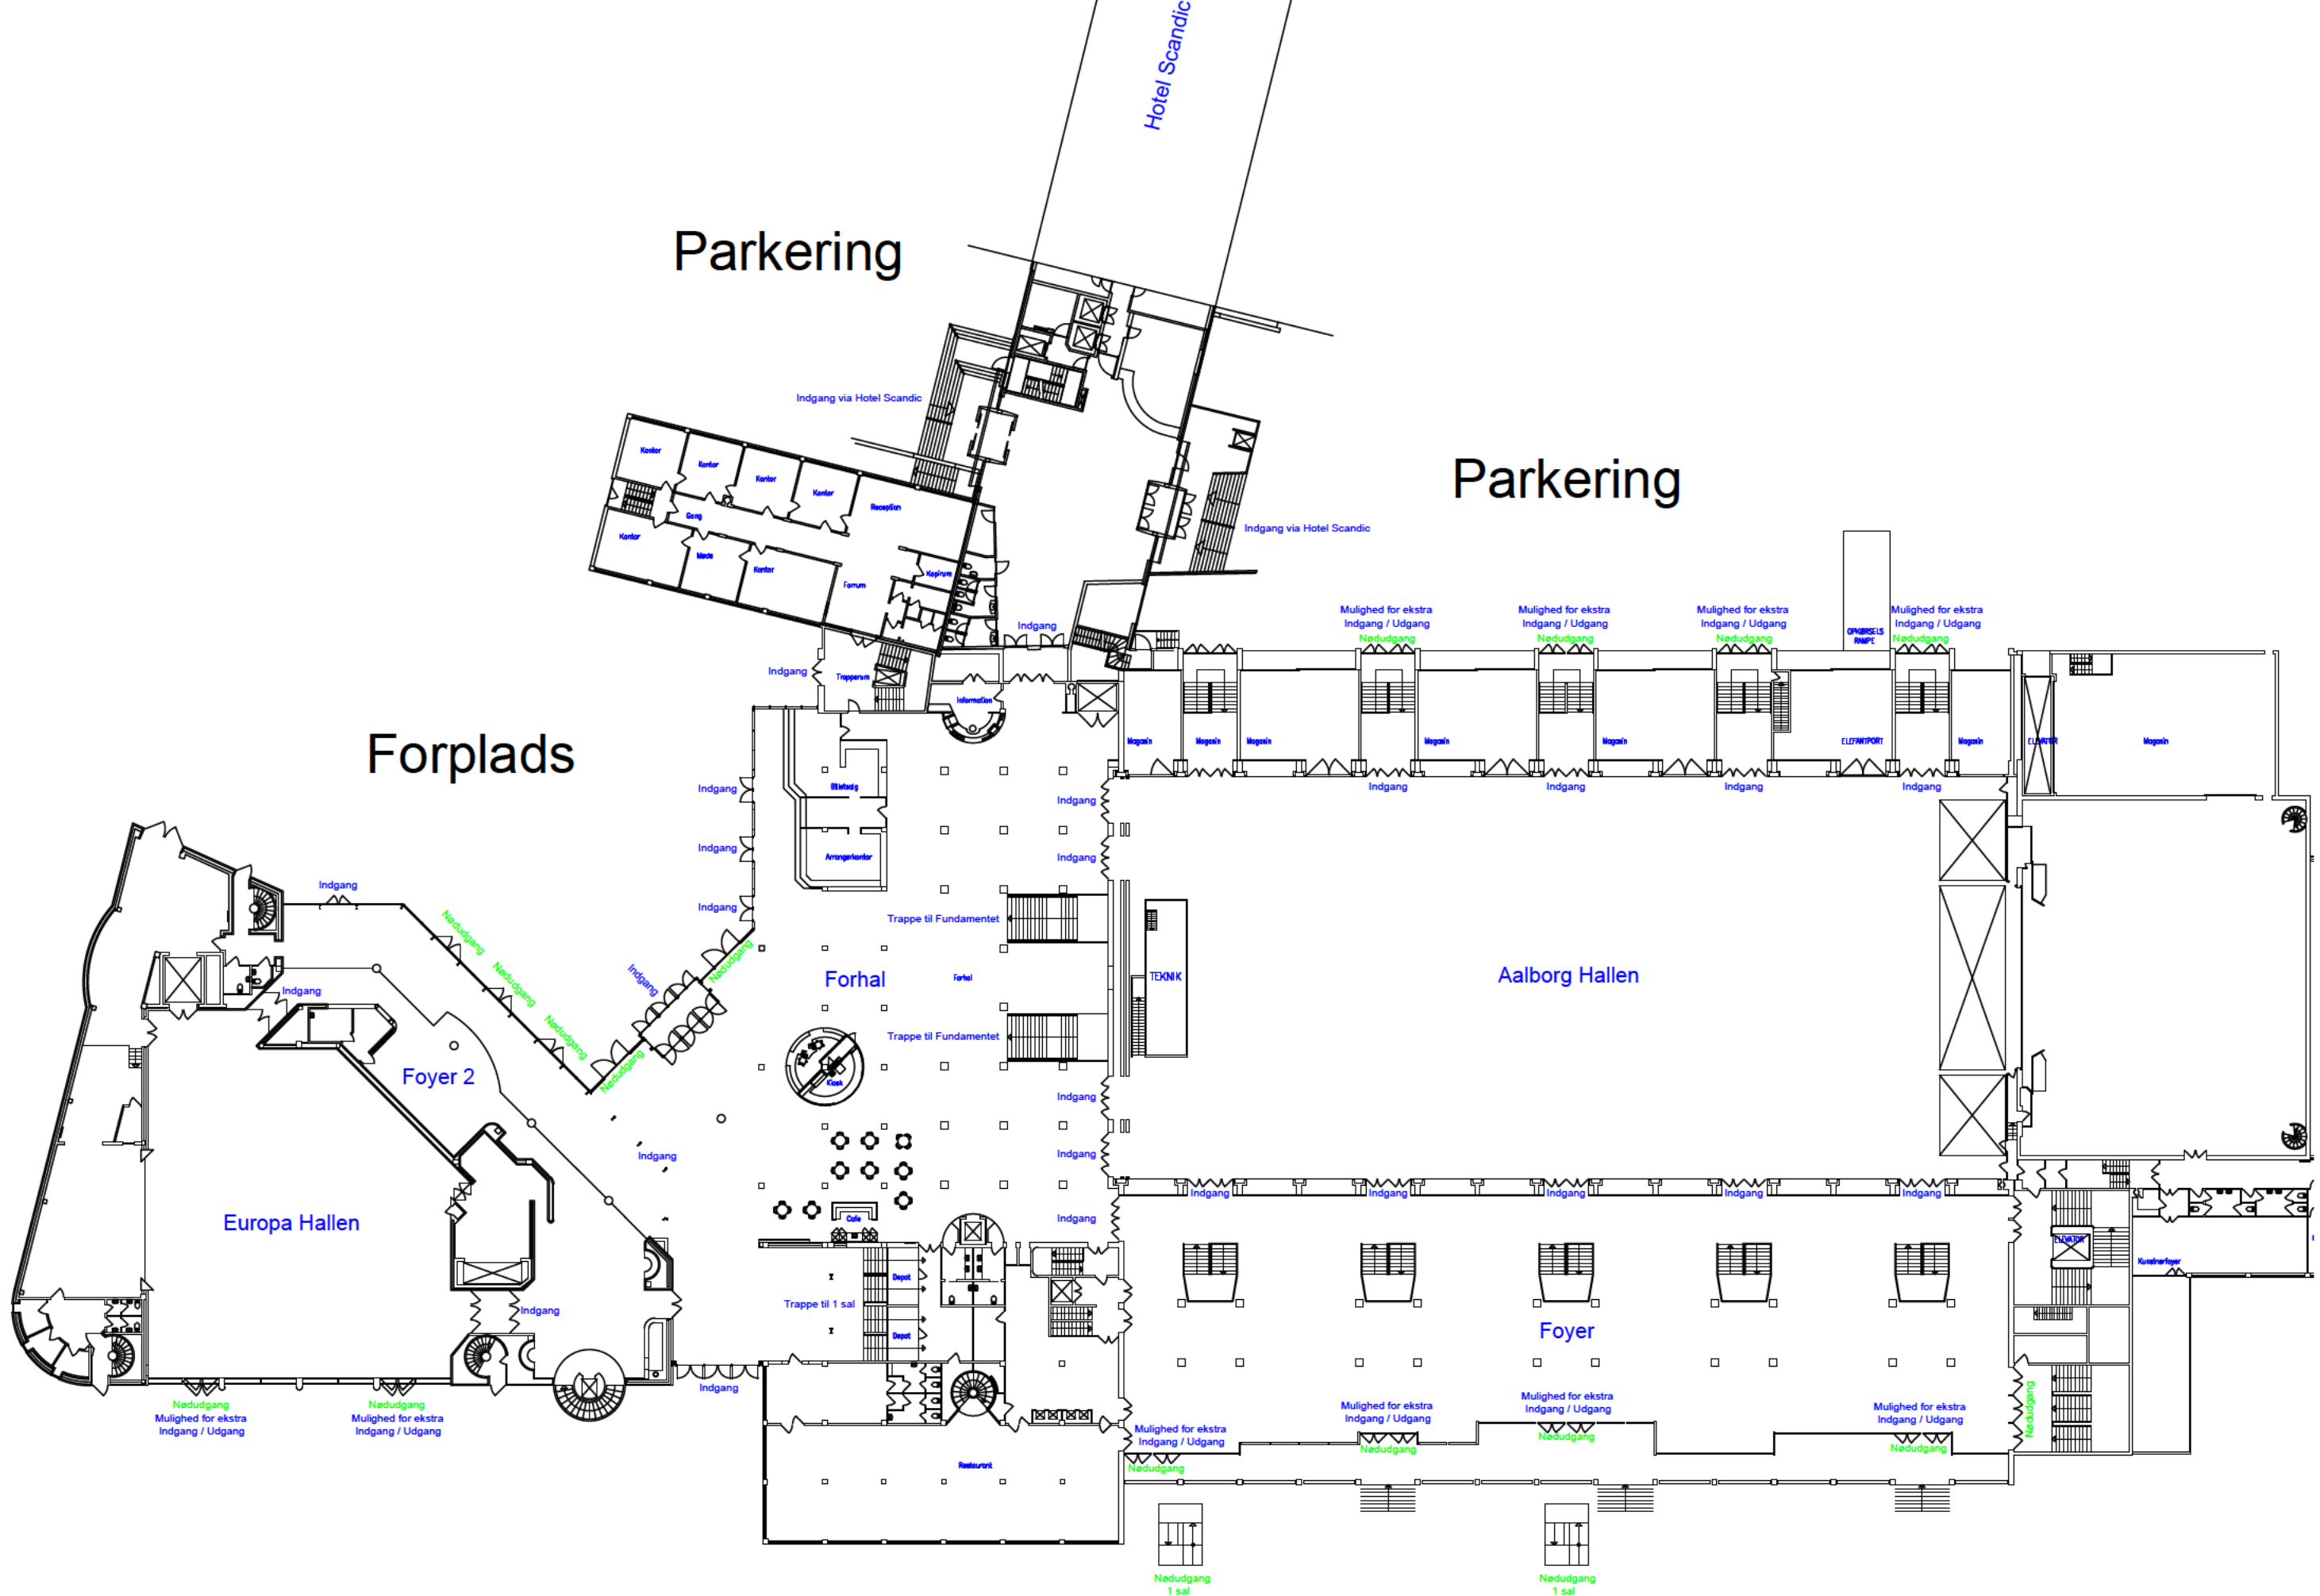 Hotel Scandic
Parkering
Indgang via Hotel Scandic
Kontor
Kontor
Kontor
Kontor
Reception
Gang
Kontor
Møde
Kontor
Forrum
Kopirum
Parkering
Indgang via Hotel Scandic
Indgang
Indgang
Trapperum
Information
Mulighed for ekstra
Indgang / Udgang
Nødudgang
Mulighed for ekstra
Indgang / Udgang
Nødudgang
Mulighed for ekstra
Indgang / Udgang
Nødudgang
OPKØRSELS
RAMPE
Mulighed for ekstra
Indgang / Udgang
Nødudgang
Magasin
Magasin
Magasin
Magasin
Magasin
ELEFANTPORT
Magasin
ELEVATOR
Magasin
Forplads
Indgang
Billetsalg
Indgang
Indgang
Indgang
Indgang
Indgang
Indgang
Arrangørkontor
Indgang
Indgang
Indgang
Indgang
Nødudgang
Nødudgang
Nødudgang
Indgang
Nødudgang
Nødudgang
Indgang
Trappe til Fundamentet
Forhal
Forhal
TEKNIK
Aalborg Hallen
Trappe til Fundamentet
Foyer 2
Kiosk
Indgang
Indgang
Indgang
Europa Hallen
Cafe
Indgang
Indgang
Indgang
Indgang
Indgang
Indgang
ELEVATOR
Kunstnerfoyer
Depot
Trappe til 1 sal
Indgang
Depot
Foyer
Indgang
Nødudgang
Mulighed for ekstra
Indgang / Udgang
Nødudgang
Mulighed for ekstra
Indgang / Udgang
Restaurant
Mulighed for ekstra
Indgang / Udgang
Nødudgang
Mulighed for ekstra
Indgang / Udgang
Nødudgang
Mulighed for ekstra
Indgang / Udgang
Nødudgang
Mulighed for ekstra
Indgang / Udgang
Nødudgang
Nødudgang
Nødudgang
1 sal
Nødudgang
1 sal